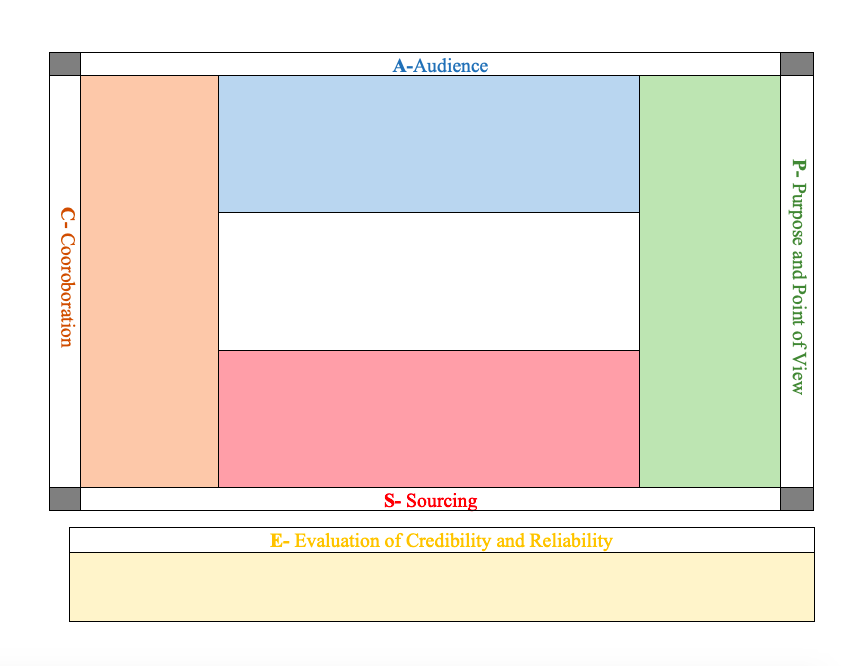 A-Audience
C- Cooroboration
P- Purpose and Point of View
S- Sourcing
E- Evaluation of Credibility and Reliability